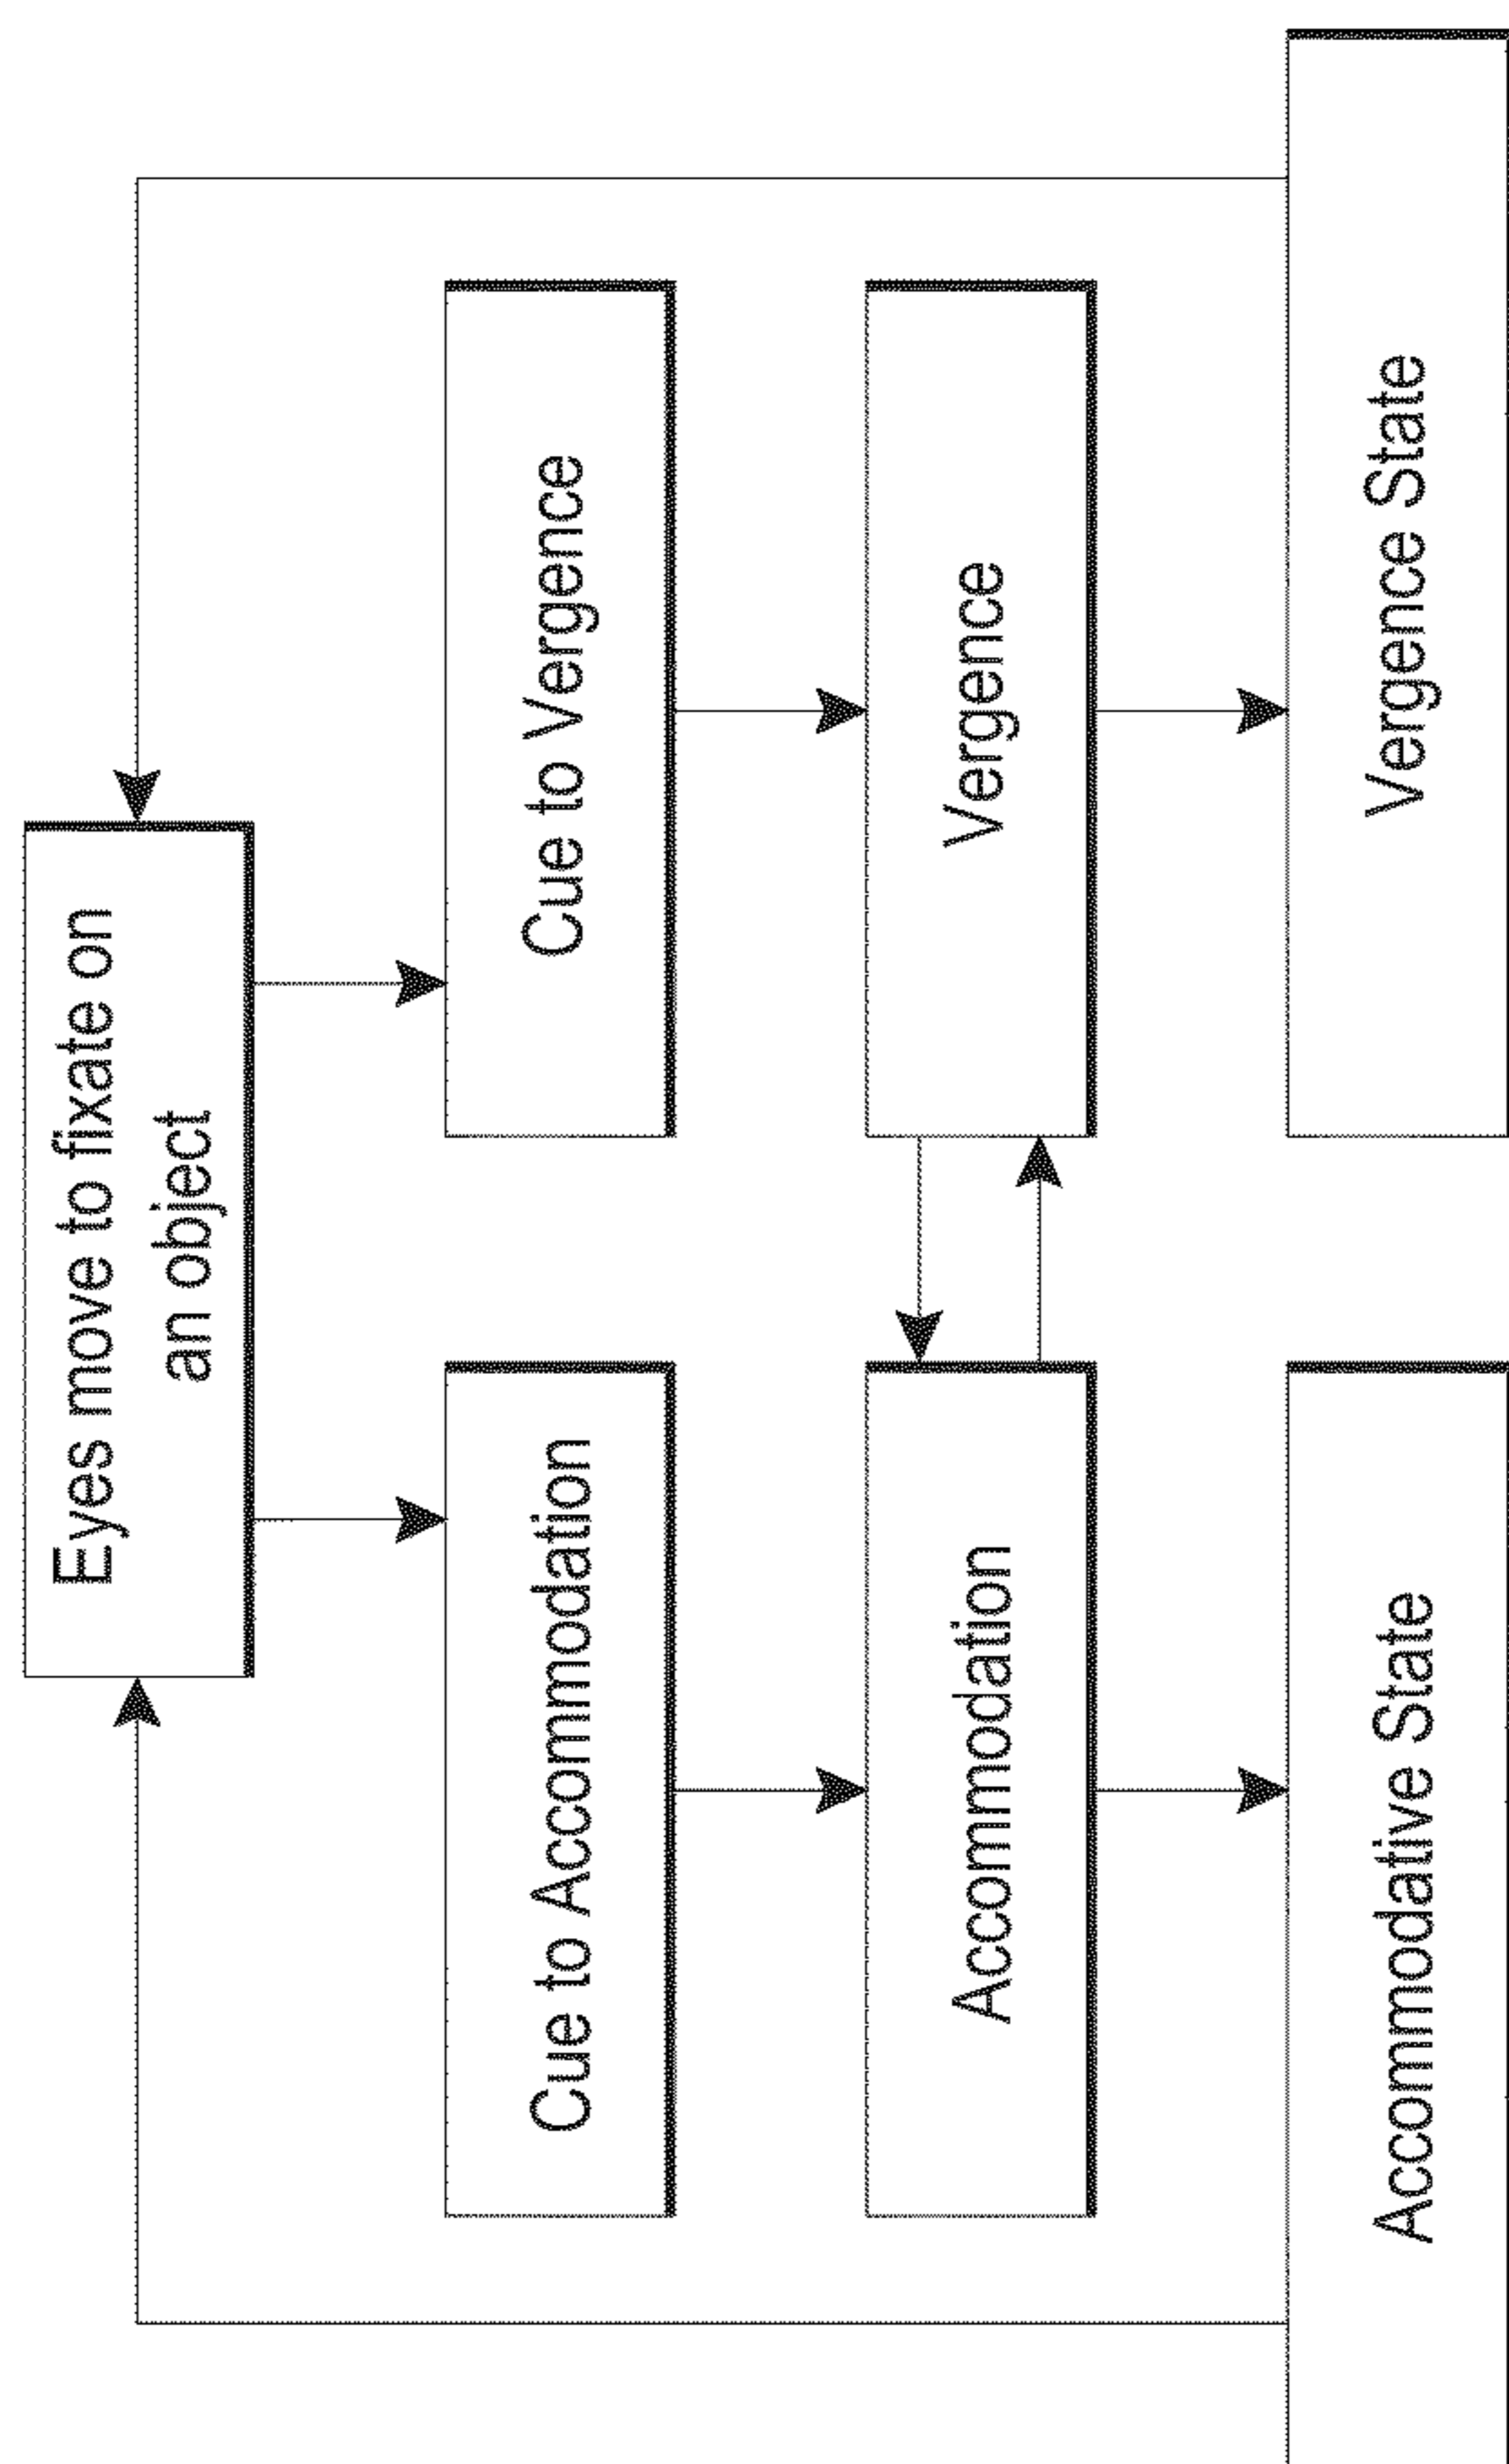 Eyes move to fixate on
an object
Cue to Accommodation
Cue to Vergence
Accommodation
Vergence
Accommodative State
Vergence State